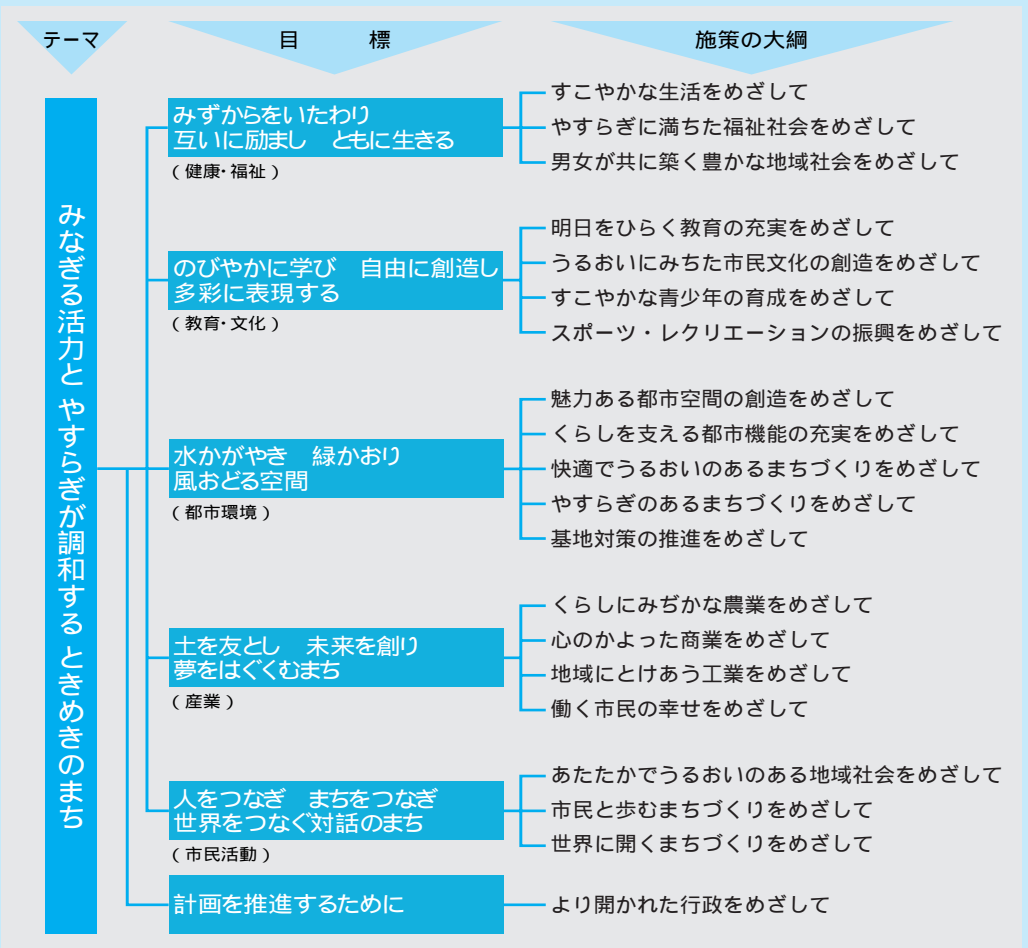 テーマ
目　標
施策の大綱
みなぎる活力と やすらぎが調和する ときめきのまち
みずからをいたわり
互いに励まし　ともに生きる
（健康・福祉）
すこやかな生活をめざして
やすらぎに満ちた福祉社会をめざして
男女が共に築く豊かな地域社会をめざして
のびやかに学び　自由に創造し
多彩に表現する
（教育・文化）
明日をひらく教育の充実をめざして
うるおいにみちた市民文化の創造をめざして
すこやかな青少年の育成をめざして
スポーツ・レクリエーションの振興をめざして
水かがやき　緑かおり
風おどる空間
（都市環境）
魅力ある都市空間の創造をめざして
くらしを支える都市機能の充実をめざして
快適でうるおいのあるまちづくりをめざして
やすらぎのあるまちづくりをめざして
基地対策の推進をめざして
土を友とし　未来を創り
夢をはぐくむまち
（産業）
くらしにみぢかな農業をめざして
心のかよった商業をめざして
地域にとけあう工業をめざして
働く市民の幸せをめざして
人をつなぎ　まちをつなぎ
世界をつなぐ対話のまち
（市民活動）
あたたかでうるおいのある地域社会をめざして
市民と歩むまちづくりをめざして
世界に開くまちづくりをめざして
計画を推進するために
より開かれた行政をめざして